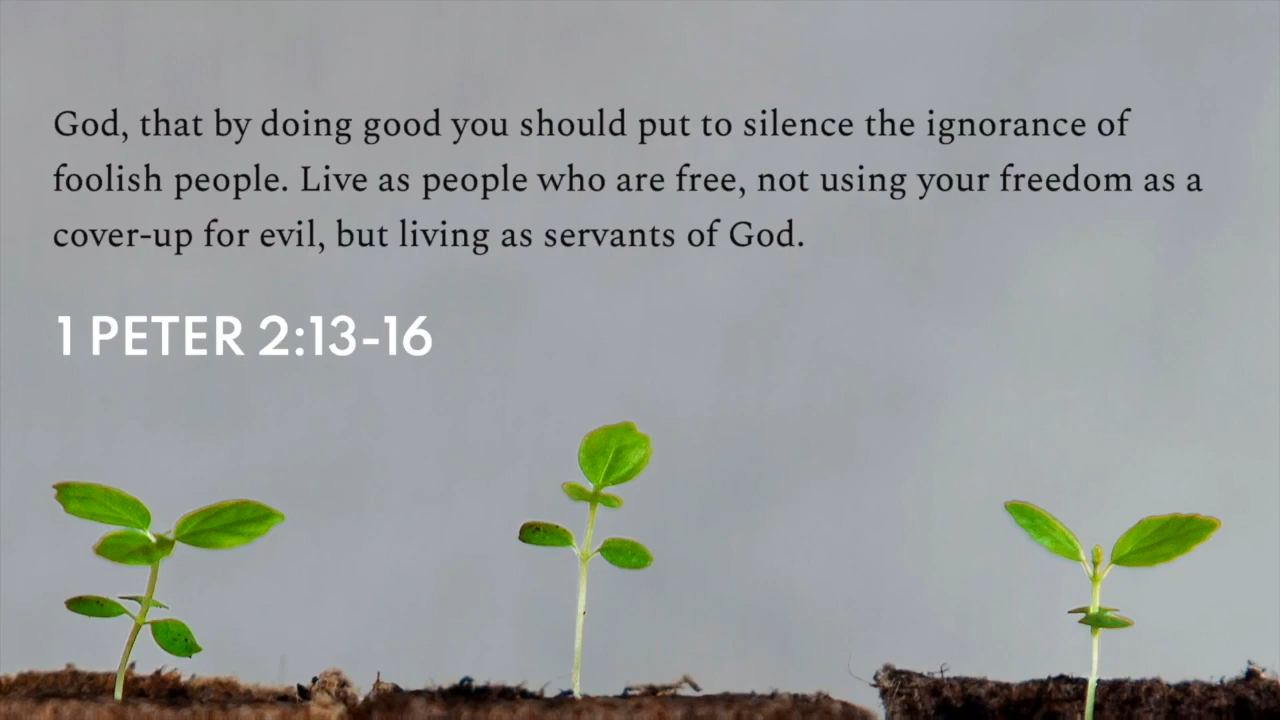 God, that by doing good you should put to silence the ignorance of
foolish people. Live as people who are free, not using your freedom as a
cover-up for evil, but living as servants of God.
1 PETER 2:13-16